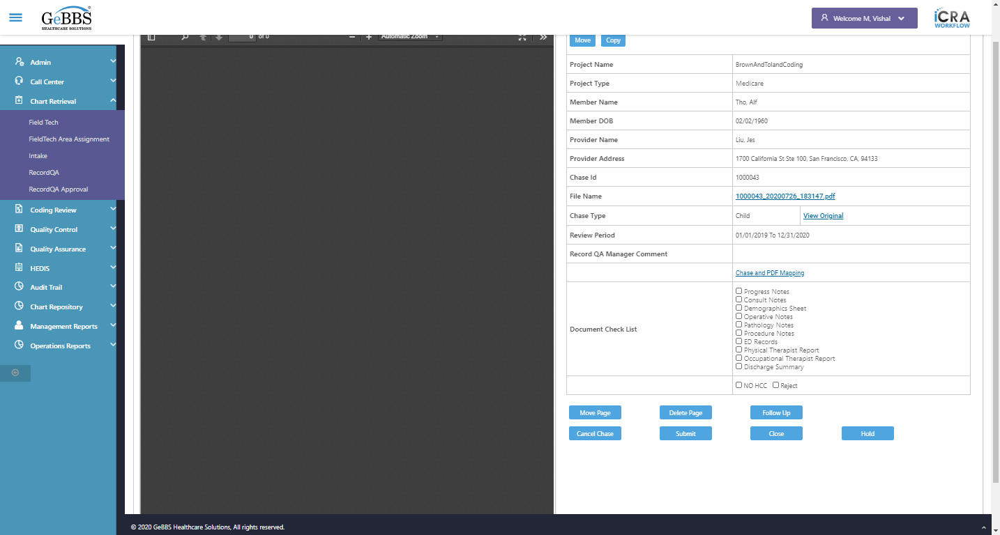 GeBBS
HEALTHCARE SOLUTIONS
Welcome M, Vishal
iCRA
WORKFLOW
0 of 0
Automatic Zoom
Move Copy
Admin
Call Center
Chart Retrieval
Field Tech
FieldTech Area Assignment
Intake
RecordQA
RecordQA Approval
Coding Review
Quality Control
Quality Assurance
HEDIS
Audit Trail
Chart Repository
Management Reports
Operations Reports
Project Name BrownAndTolandCoding
Project Type Medicare
Member Name Tho, Alf
Member DOB 02/02/1960
Provider Name Liu, Jes
Provider Address 1700 California St Ste 100, San Francisco, CA, 94133
Chase Id 1000043
File Name 1000043_20200726_183147.pdf
Chase Type Child View Original
Review Period 01/01/2019 To 12/31/2020
Record QA Manager Comment
Chase and PDF Mapping
Document Check List
Progress Notes
Consult Notes
Demographics Sheet
Operative Notes
Pathology Notes
Procedure Notes
ED Records
Physical Therapist Report
Occupational Therapist Report
Discharge Summary
NO HCC Reject
Move Page Delete Page Follow Up
Cancel Chase Submit Close Hold
© 2020 GeBBS Healthcare Solutions, All rights reserved.